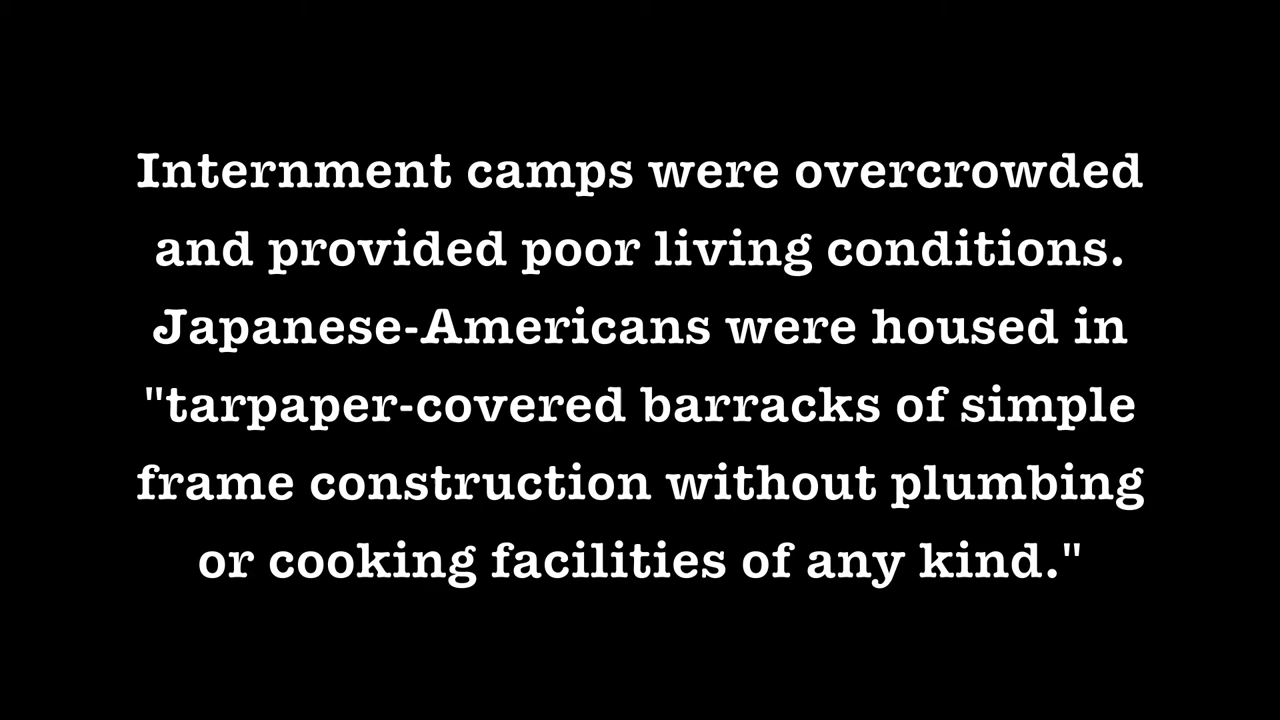 Internment camps were overcrowded
and provided poor living conditions.
Japanese-Americans were housed in
"tarpaper-covered barracks of simple
frame construction without plumbing
or cooking facilities of any kind."